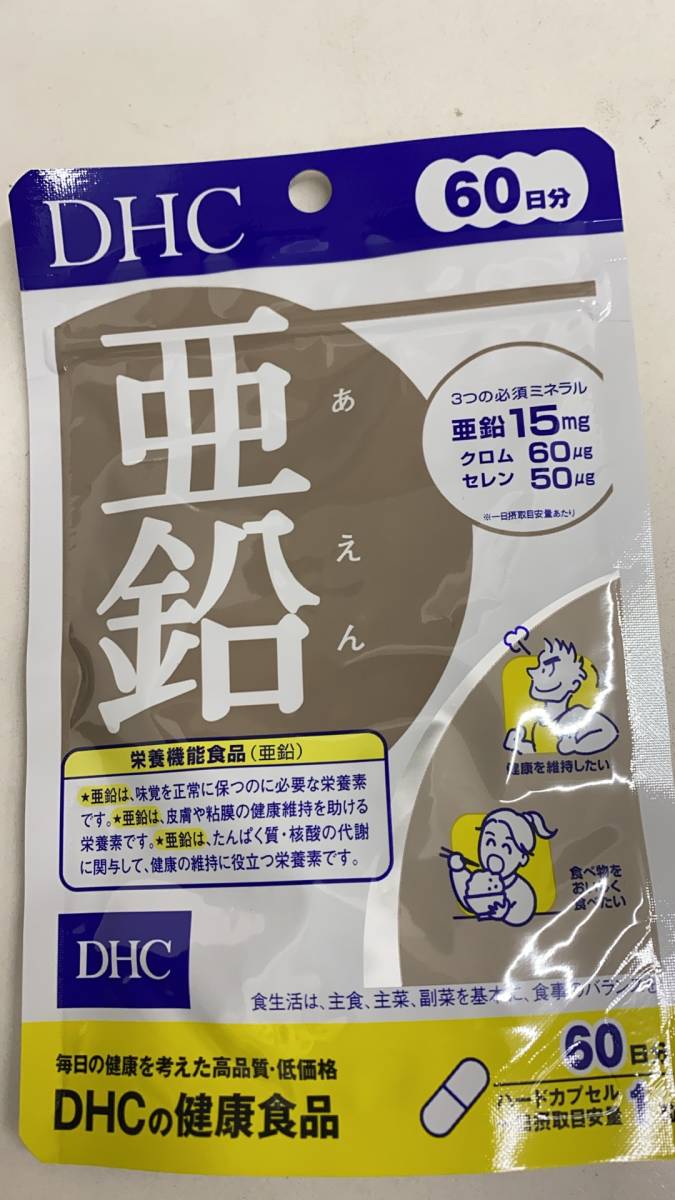 DHC
60日分
亜鉛
あえん
3つの必須ミネラル
亜鉛15mg
クロム 60μg
セレン 50μg
※一日摂取目安量あたり
栄養機能食品(亜鉛)
★亜鉛は、味覚を正常に保つのに必要な栄養素
です。★亜鉛は、皮膚や粘膜の健康維持を助ける
栄養素です。★亜鉛は、たんぱく質・核酸の代謝
に関与して、健康の維持に役立つ栄養素です。
健康を維持したい
食べ物を
おいしく
食べたい
DHC
食生活は、主食、主菜、副菜を基本に、食事のバランスを
毎日の健康を考えた高品質・低価格
DHCの健康食品
60日分
ハードカプセル
日摂取目安量 1